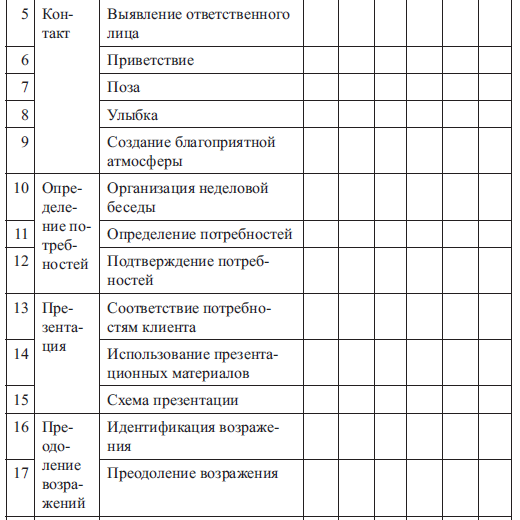 5 Кон- Выявление ответственного
такт лица
6 Приветствие
7 Поза
8 Улыбка
9 Создание благоприятной
атмосферы
10 Опре- Организация неделовой
деле- беседы
ние по-
11 Определение потребностей
треб-
12 ностей Подтверждение потреб-
ностей
13 Пре- Соответствие потребно-
зента- стям клиента
ция
14 Использование презента-
ционных материалов
15 Схема презентации
16 Пре- Идентификация возраже-
одо- ния
ление
17 Преодоление возражения
возра-
жений